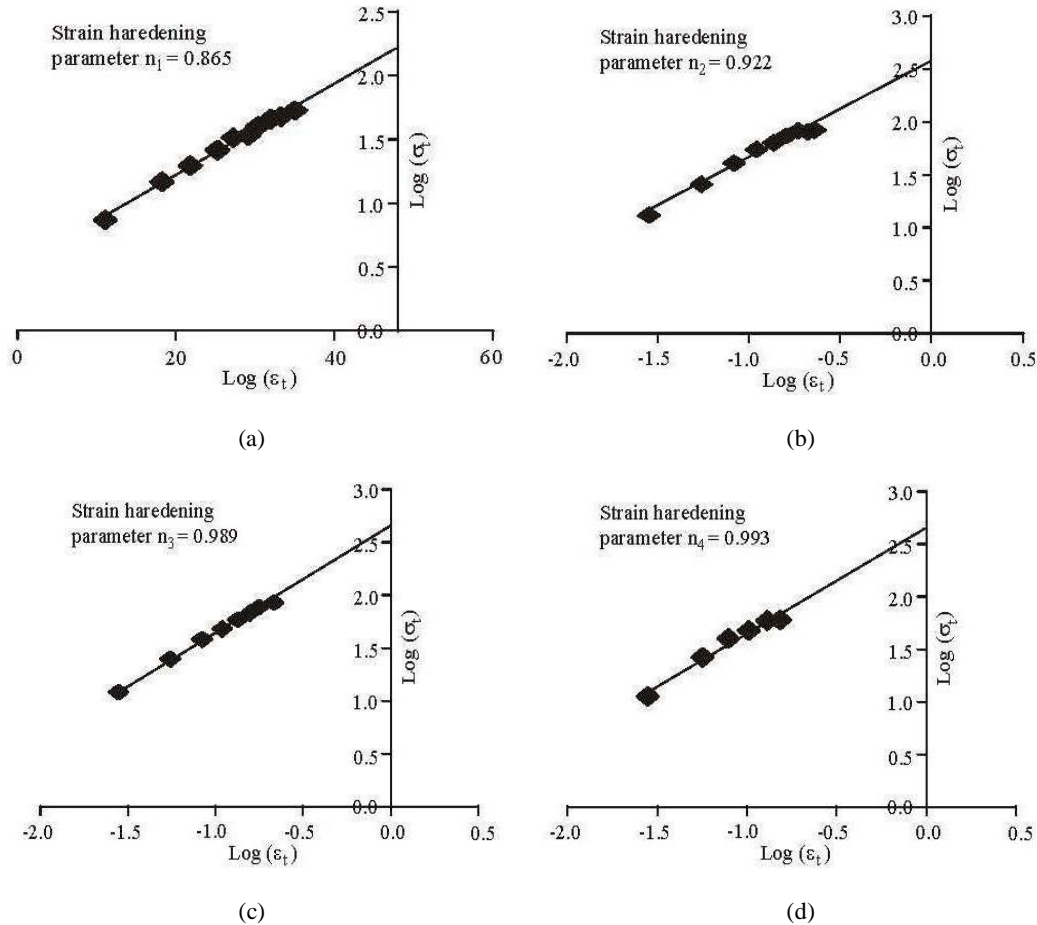 Strain haredening
parameter n1 = 0.865
2.5
2.0
1.5
1.0
0.5
0.0
Log (σt)
0 20 40 60
Log (εt)
(a)
Strain haredening
parameter n2 = 0.922
3.0
2.5
2.0
1.5
1.0
0.5
0.0
Log (σt)
-2.0 -1.5 -1.0 -0.5 0.0 0.5
Log (εt)
(b)
Strain haredening
parameter n3 = 0.989
3.0
2.5
2.0
1.5
1.0
0.5
0.0
Log (σt)
-2.0 -1.5 -1.0 -0.5 0.0 0.5
Log (εt)
(c)
Strain haredening
parameter n4 = 0.993
3.0
2.5
2.0
1.5
1.0
0.5
0.0
Log (σt)
-2.0 -1.5 -1.0 -0.5 0.0 0.5
Log (εt)
(d)